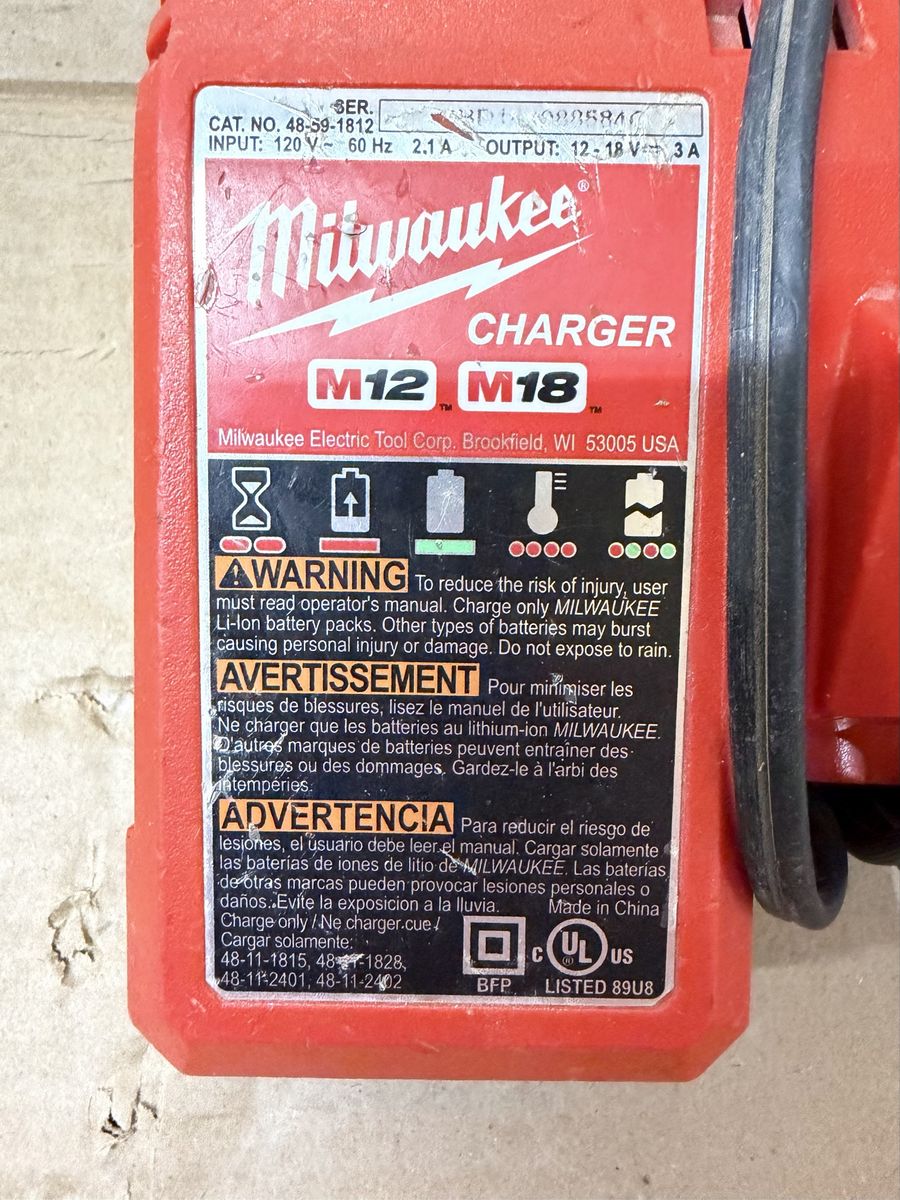 SER.
CAT. NO. 48-59-1812
INPUT: 120 V ~ 60 Hz 2.1 A OUTPUT: 12 - 18 V⎓ 3 A
Milwaukee®
CHARGER
M12™ M18™
Milwaukee Electric Tool Corp. Brookfield, WI 53005 USA
⚠WARNING To reduce the risk of injury, user
must read operator's manual. Charge only MILWAUKEE
Li-Ion battery packs. Other types of batteries may burst
causing personal injury or damage. Do not expose to rain.
AVERTISSEMENT Pour minimiser les
risques de blessures, lisez le manuel de l'utilisateur.
Ne charger que les batteries au lithium-ion MILWAUKEE.
D'autres marques de batteries peuvent entraîner des
blessures ou des dommages. Gardez-le à l'arbi des
intempéries.
ADVERTENCIA Para reducir el riesgo de
lesiones, el usuario debe leer el manual. Cargar solamente
las baterías de iones de litio de MILWAUKEE. Las baterías
de otras marcas pueden provocar lesiones personales o
daños. Evite la exposicion a la lluvia. Made in China
Charge only / Ne charger cue /
Cargar solamente:
48-11-1815, 48-11-1828,
48-11-2401, 48-11-2402
BFP
C UL® US
LISTED 89U8